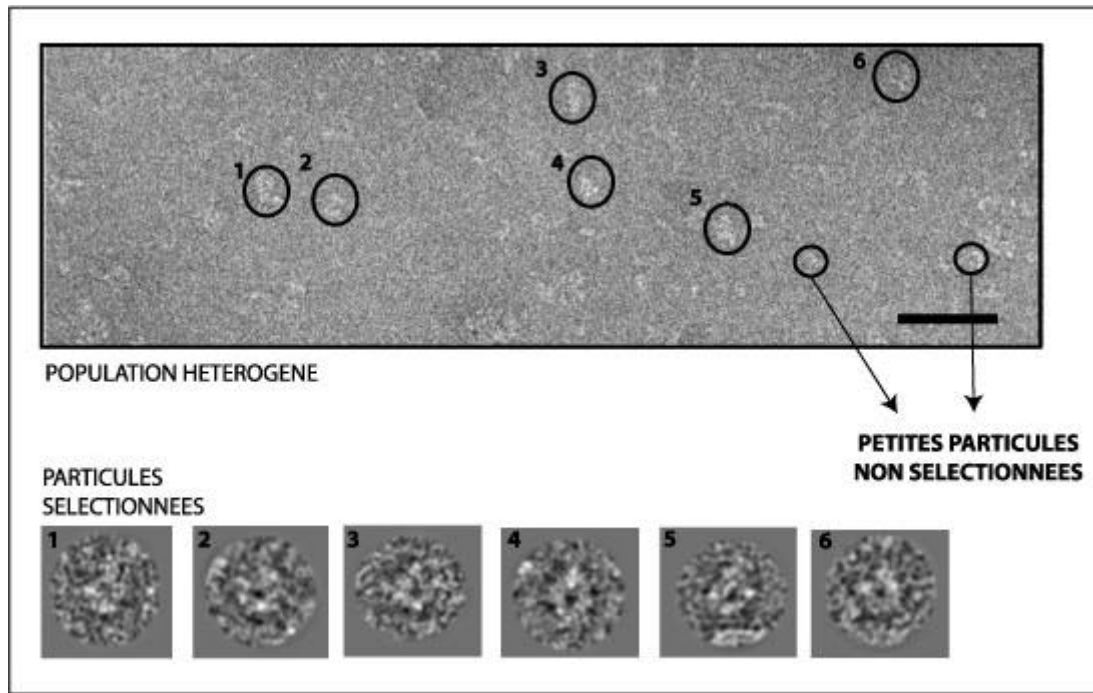 6
3
1
2
4
5
POPULATION HETEROGENE
PETITES PARTICULES
NON SELECTIONNEES
PARTICULES
SELECTIONNEES
1
2
3
4
5
6